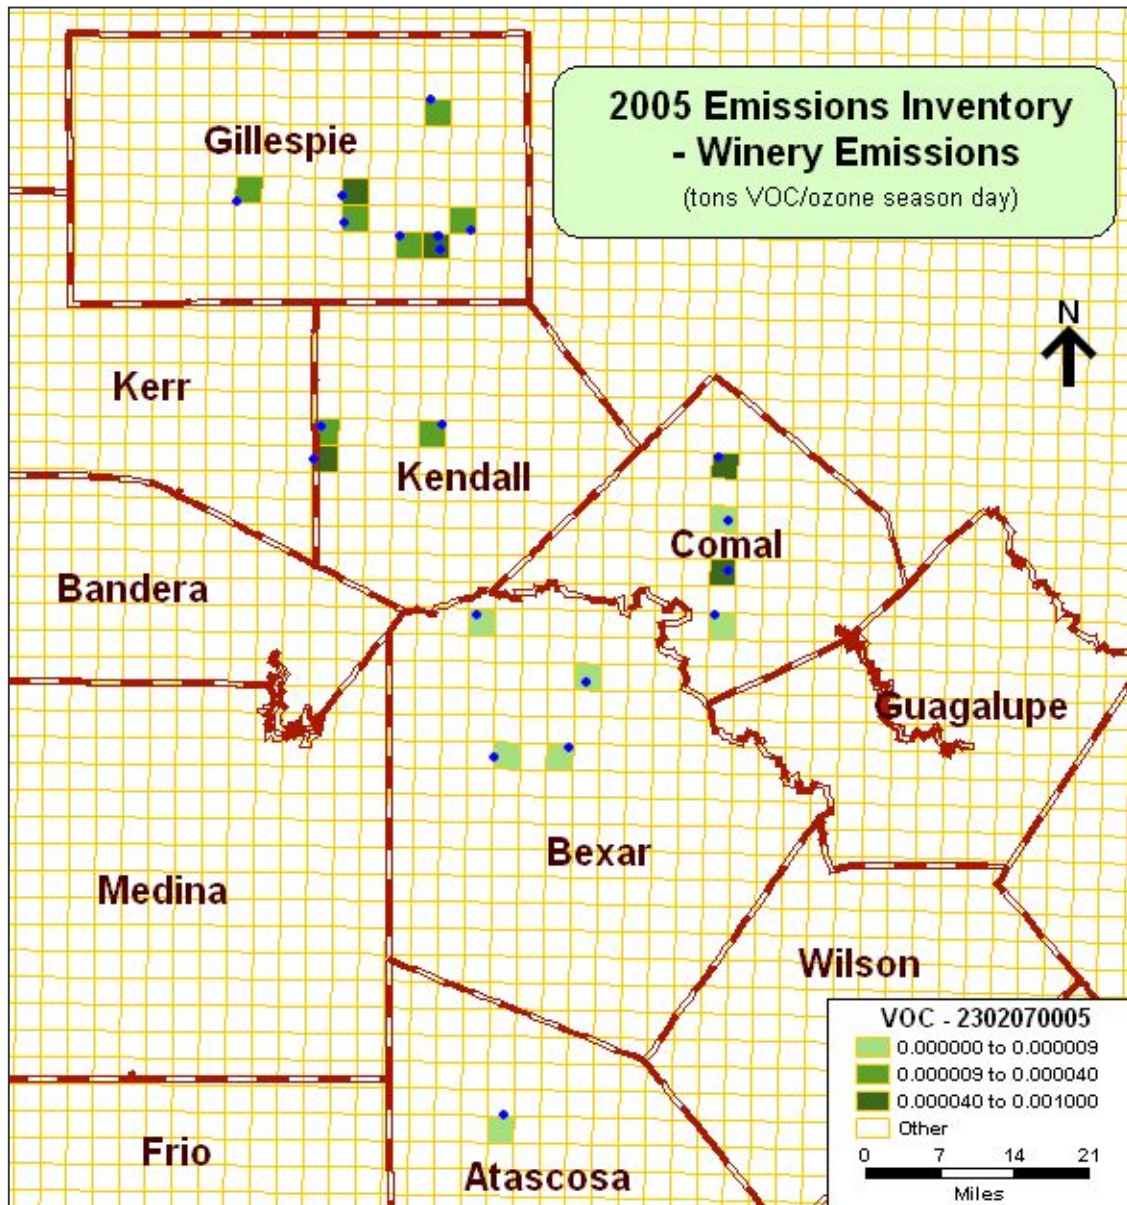 2005 Emissions Inventory
- Winery Emissions
(tons VOC/ozone season day)
Gillespie
N
Kerr
Kendall
Comal
Bandera
Guagalupe
Bexar
Medina
Wilson
Frio
Atascosa
VOC - 2302070005
0.000000 to 0.000009
0.000009 to 0.000040
0.000040 to 0.001000
Other
0 7 14 21
Miles